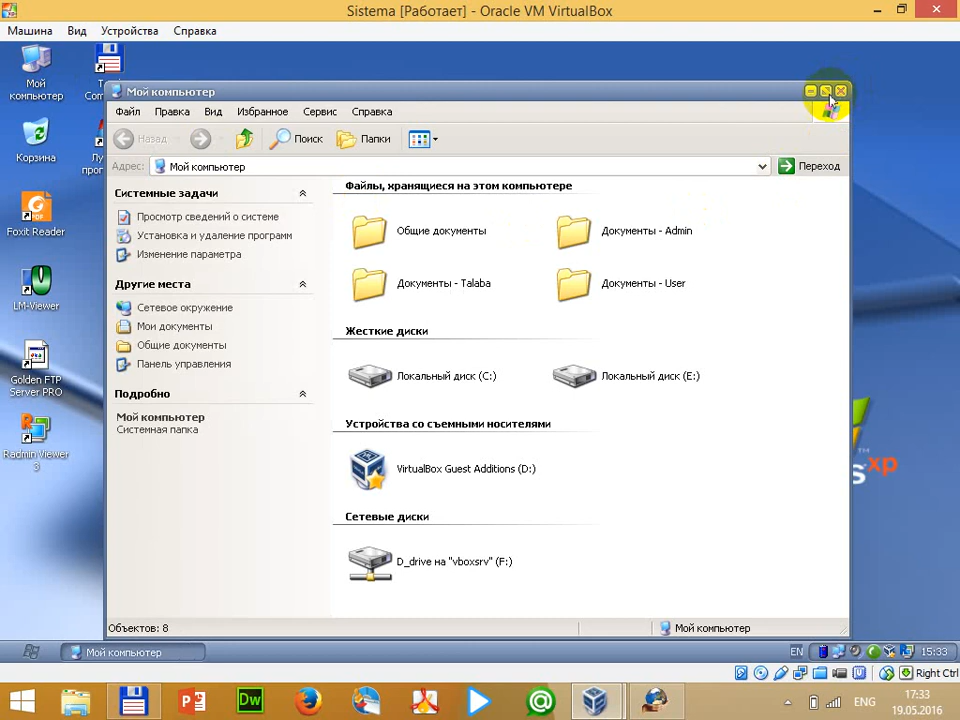 Sistema [Работает] - Oracle VM VirtualBox
Машина Вид Устройства Справка
Мой компьютер
Корзина
Foxit Reader
LM-Viewer
Golden FTP Server PRO
Radmin Viewer 3
Мой компьютер
Файл Правка Вид Избранное Сервис Справка
Назад Поиск Папки
Адрес: Мой компьютер Переход
Системные задачи
Просмотр сведений о системе
Установка и удаление программ
Изменение параметра
Другие места
Сетевое окружение
Мои документы
Общие документы
Панель управления
Подробно
Мой компьютер
Системная папка
Файлы, хранящиеся на этом компьютере
Общие документы Документы - Admin
Документы - Talaba Документы - User
Жесткие диски
Локальный диск (C:) Локальный диск (E:)
Устройства со съемными носителями
VirtualBox Guest Additions (D:)
Сетевые диски
D_drive на "vboxsrv" (F:)
Объектов: 8 Мой компьютер
xp
Мой компьютер EN 15:33
Right Ctrl
P Dw ENG 17:33
19.05.2016